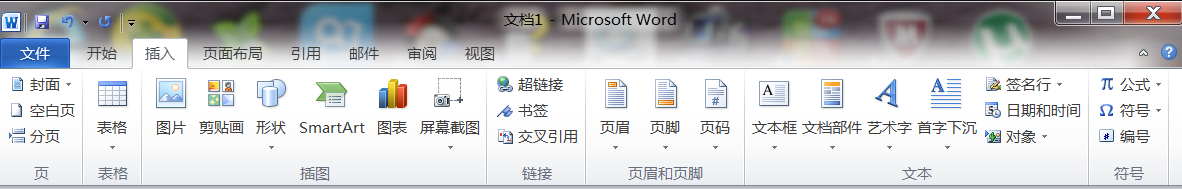 文档1 - Microsoft Word
文件 开始 插入 页面布局 引用 邮件 审阅 视图
封面
空白页
分页
页
表格
表格
图片 剪贴画 形状 SmartArt 图表 屏幕截图
插图
超链接
书签
交叉引用
链接
页眉 页脚 页码
页眉和页脚
文本框 文档部件 艺术字 首字下沉
签名行
日期和时间
对象
文本
π 公式
Ω 符号
# 编号
符号